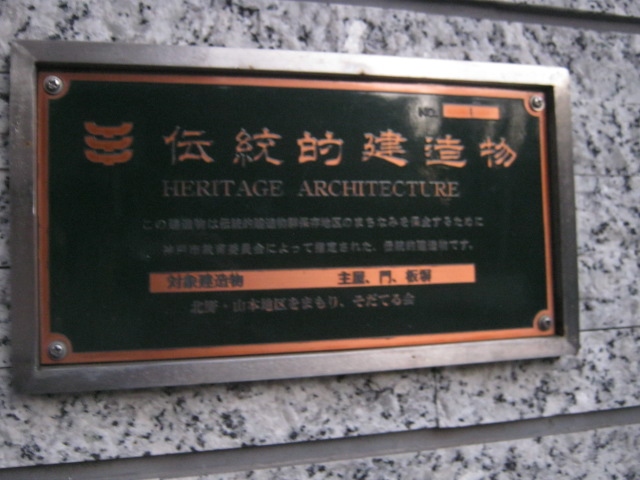 NO. 1
伝統的建造物
HERITAGE ARCHITECTURE
この建造物は伝統的建造物群保存地区のまちなみを保全するために
神戸市教育委員会によって指定された、伝統的建造物です。
対象建造物 主屋、門、板塀
北野・山本地区をまもり、そだてる会